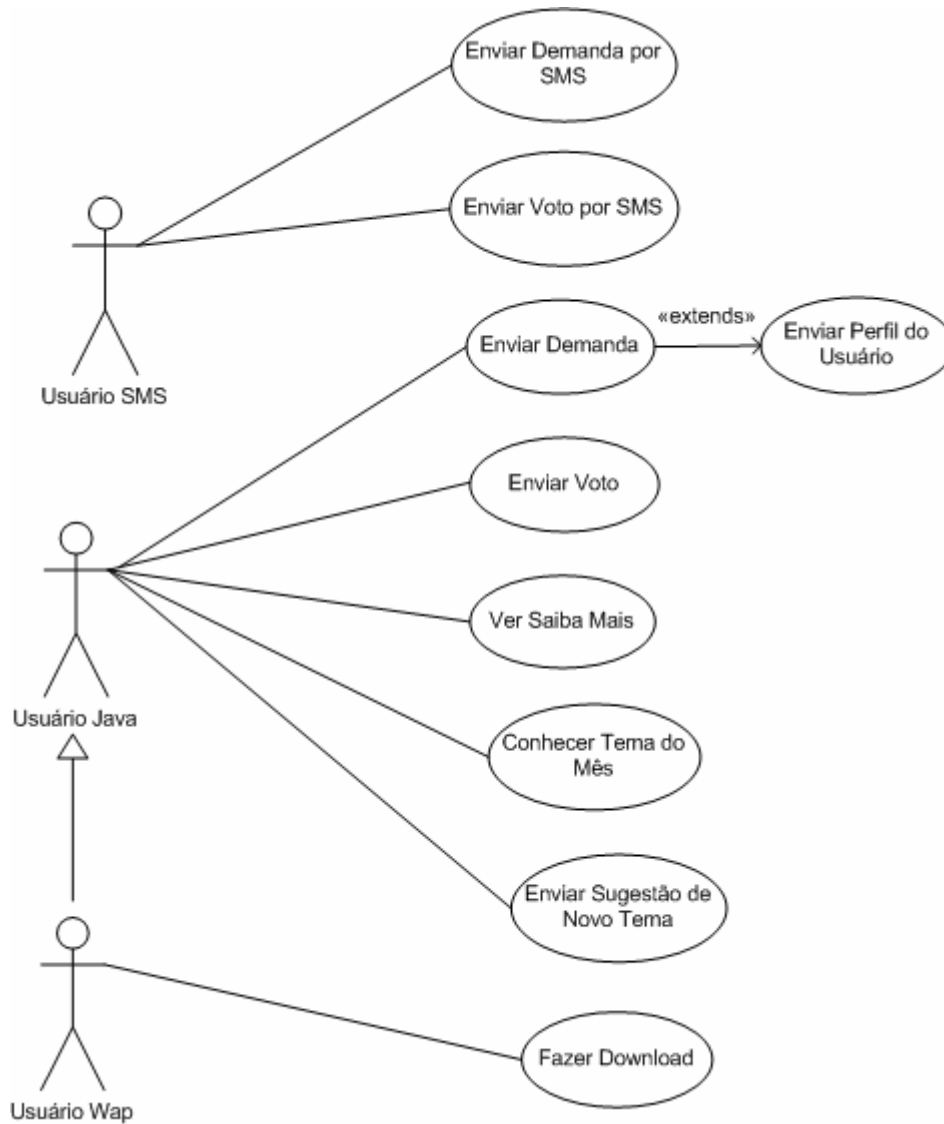 Enviar Demanda por
SMS
Enviar Voto por SMS
Usuário SMS
Enviar Demanda
«extends»
Enviar Perfil do
Usuário
Enviar Voto
Ver Saiba Mais
Usuário Java
Conhecer Tema do
Mês
Enviar Sugestão de
Novo Tema
Fazer Download
Usuário Wap